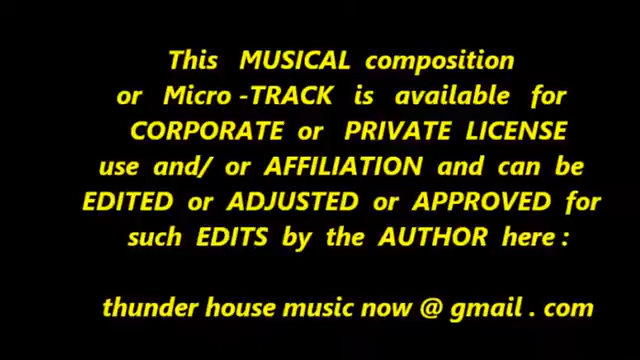 This MUSICAL composition
or Micro -TRACK is available for
CORPORATE or PRIVATE LICENSE
use and/ or AFFILIATION and can be
EDITED or ADJUSTED or APPROVED for
such EDITS by the AUTHOR here :
thunder house music now @ gmail . com